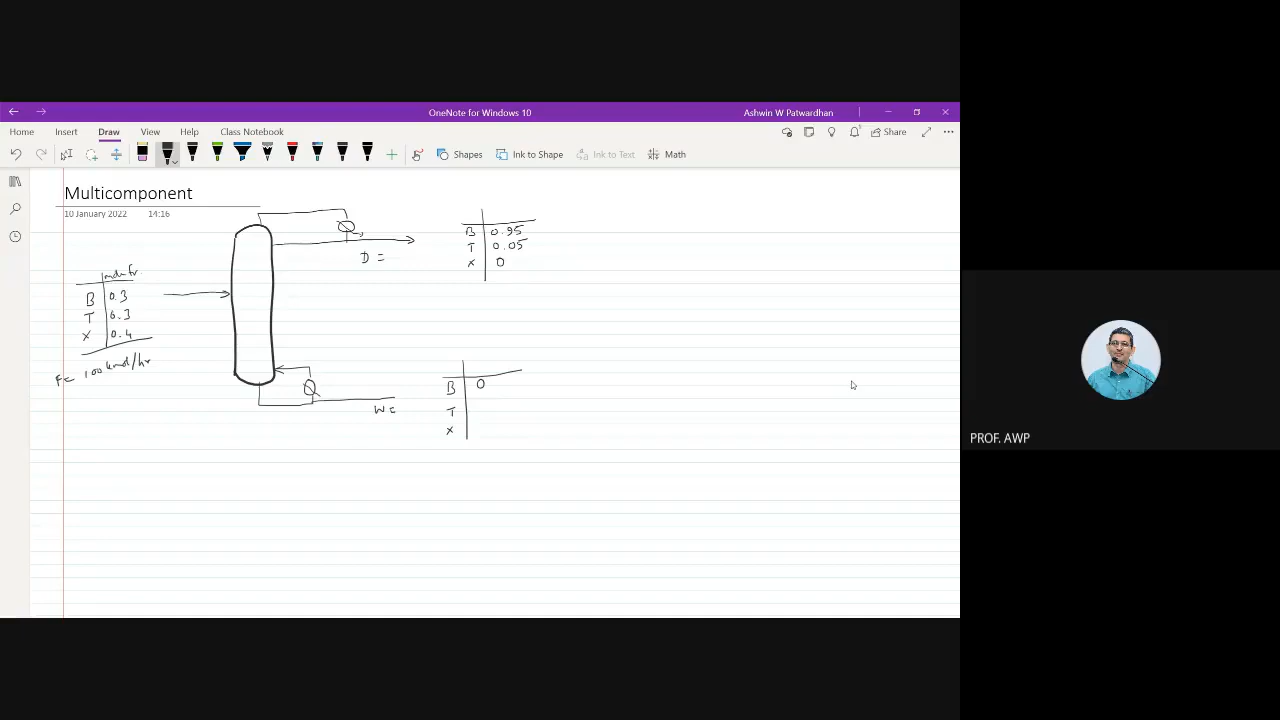 OneNote for Windows 10
Ashwin W Patwardhan
Home Insert Draw View Help Class Notebook
Share
Shapes Ink to Shape Ink to Text Math
Multicomponent
10 January 2022 14:16
B 0.95
T 0.05
X 0
D =
B 0.3
T 0.3
X 0.4
F= 100 kmol/hr
B 0
T
X
W=
PROF. AWP